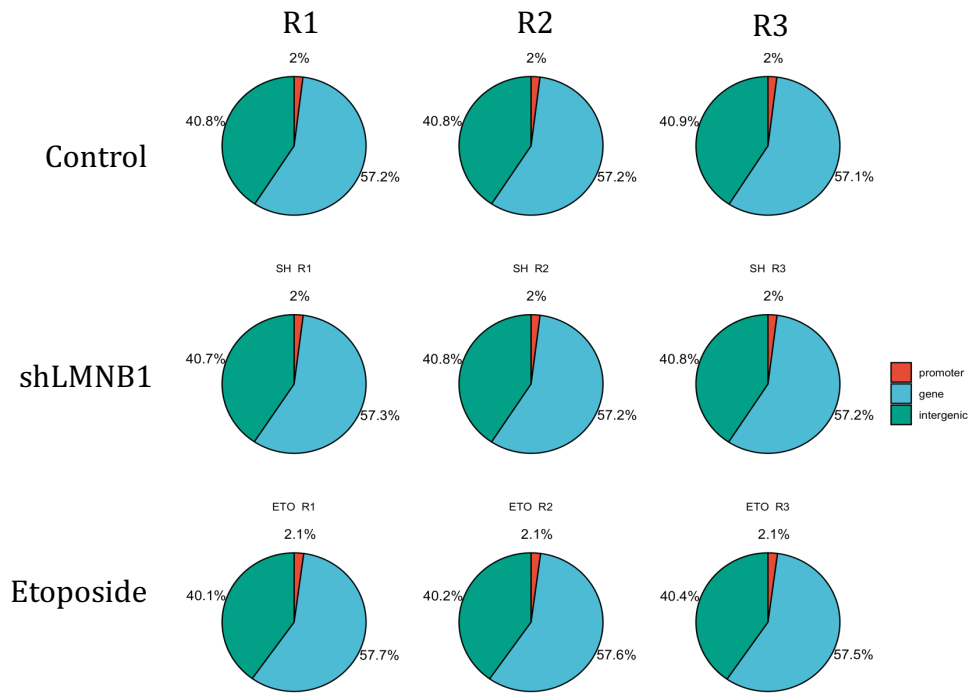 R1 R2 R3
2% 2% 2%
40.8% 40.8% 40.9%
Control
57.2% 57.2% 57.1%
SH R1 SH R2 SH R3
2% 2% 2%
40.7% 40.8% 40.8%
shLMNB1
promoter
gene
intergenic
57.3% 57.2% 57.2%
ETO R1 ETO R2 ETO R3
2.1% 2.1% 2.1%
Etoposide
40.1% 40.2% 40.4%
57.7% 57.6% 57.5%